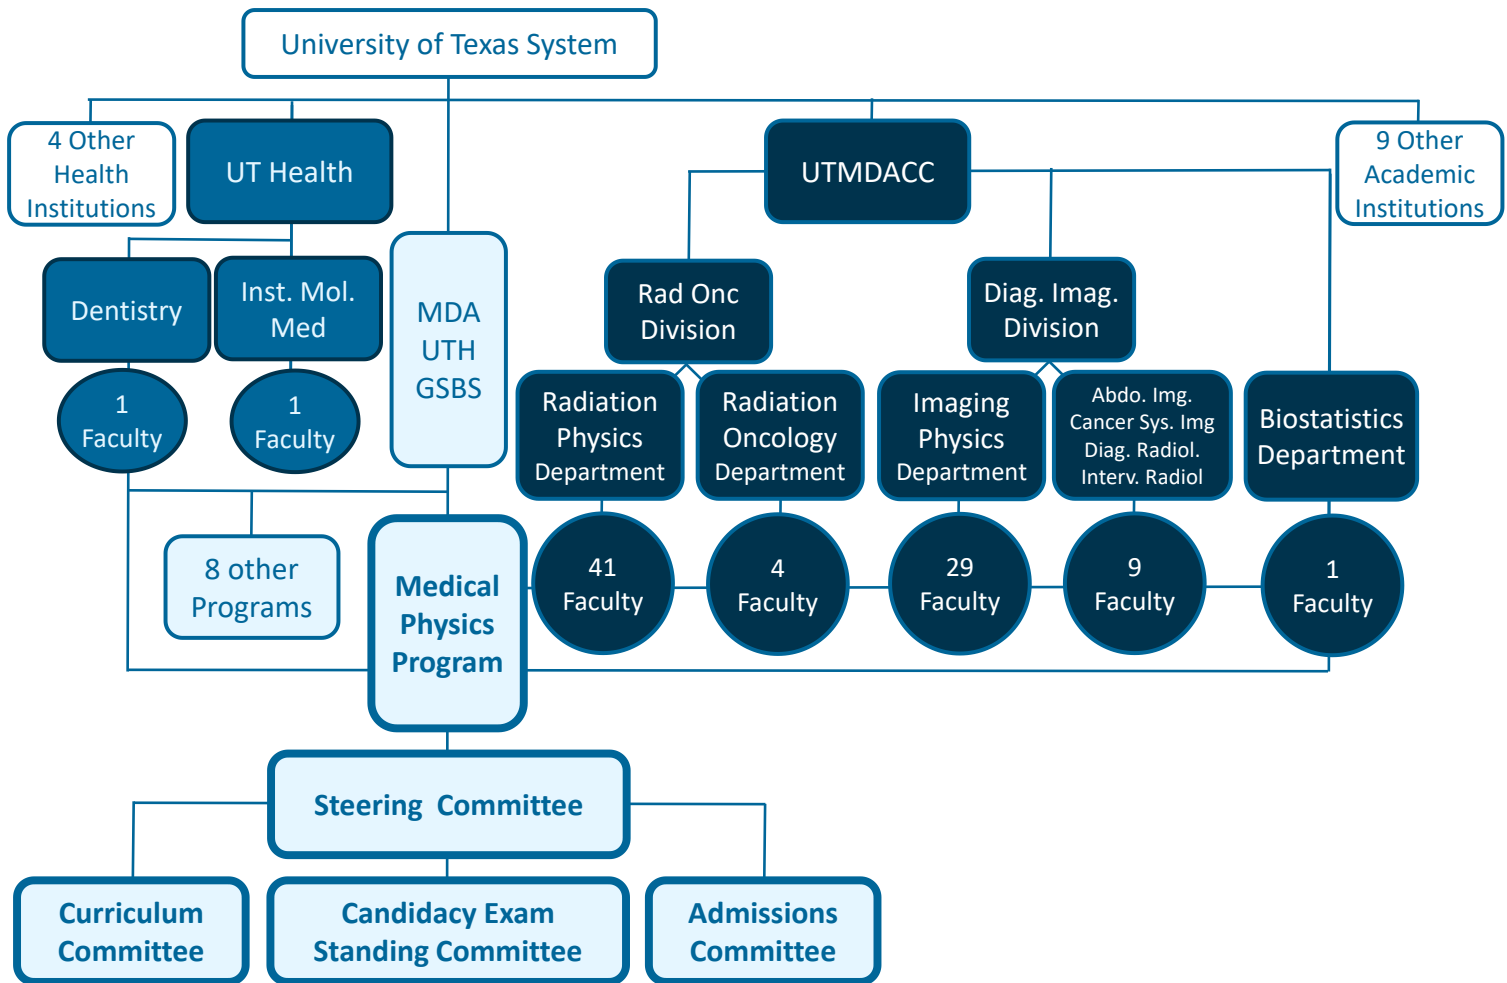 University of Texas System
4 Other
Health
Institutions
UT Health
UTMDACC
9 Other
Academic
Institutions
Dentistry
Inst. Mol.
Med
MDA
UTH
GSBS
Rad Onc
Division
Diag. Imag.
Division
1
Faculty
1
Faculty
Radiation
Physics
Department
Radiation
Oncology
Department
Imaging
Physics
Department
Abdo. Img.
Cancer Sys. Img
Diag. Radiol.
Interv. Radiol
Biostatistics
Department
8 other
Programs
Medical
Physics
Program
41
Faculty
4
Faculty
29
Faculty
9
Faculty
1
Faculty
Steering Committee
Curriculum
Committee
Candidacy Exam
Standing Committee
Admissions
Committee